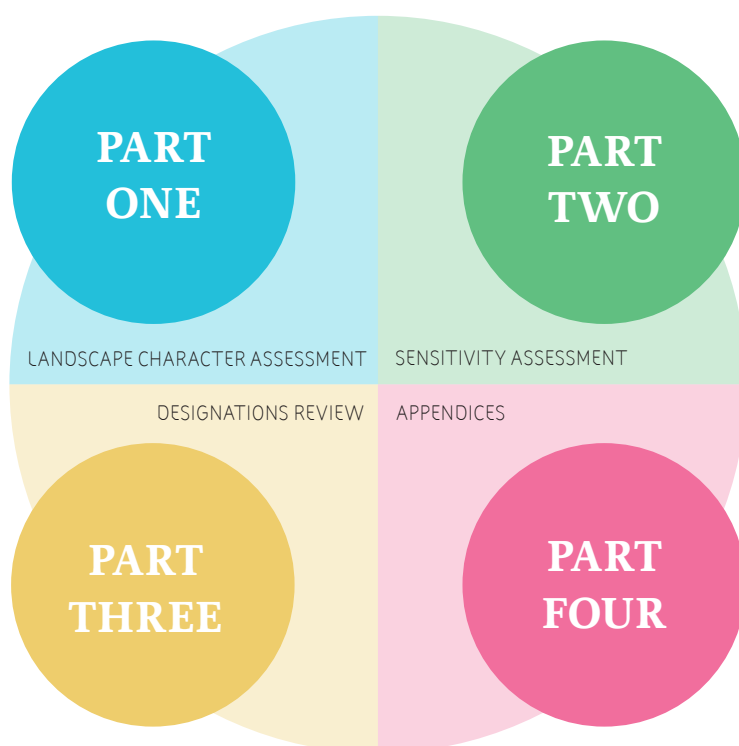 PART
ONE
LANDSCAPE CHARACTER ASSESSMENT
PART
TWO
SENSITIVITY ASSESSMENT
DESIGNATIONS REVIEW
PART
THREE
APPENDICES
PART
FOUR